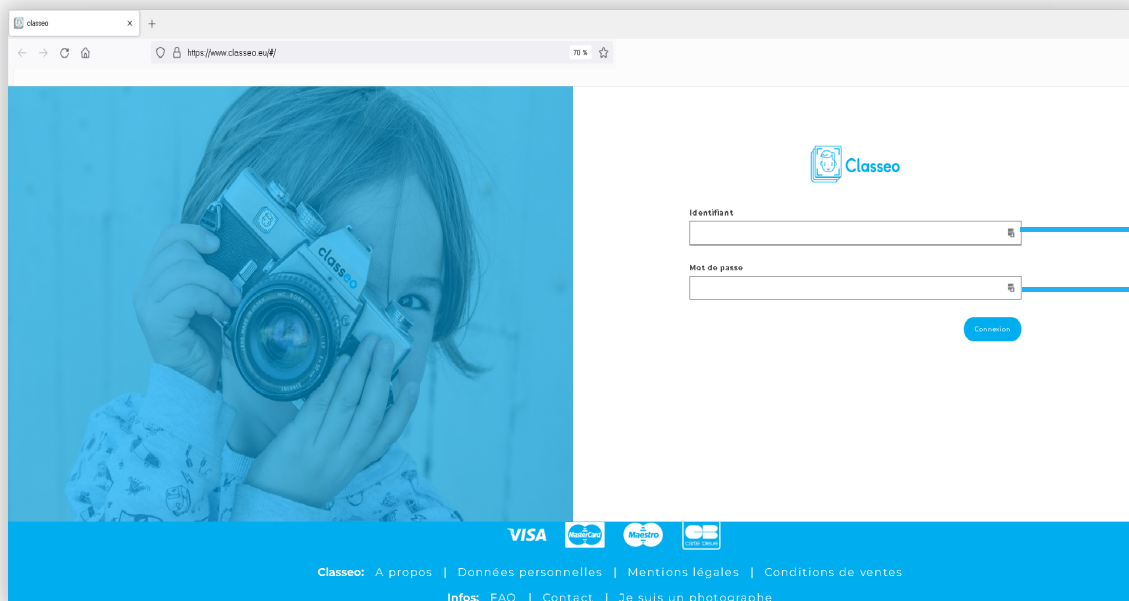 classeo
https://www.classeo.eu/#/
70 %
classeo
Classeo
Identifiant
Mot de passe
Connexion
VISA MasterCard Maestro CB carte bleue
Classeo: A propos | Données personnelles | Mentions légales | Conditions de ventes
Infos: FAQ | Contact | Je suis un photographe